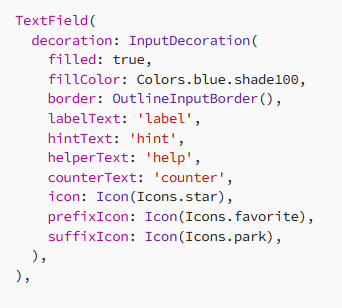 TextField(
  decoration: InputDecoration(
    filled: true,
    fillColor: Colors.blue.shade100,
    border: OutlineInputBorder(),
    labelText: 'label',
    hintText: 'hint',
    helperText: 'help',
    counterText: 'counter',
    icon: Icon(Icons.star),
    prefixIcon: Icon(Icons.favorite),
    suffixIcon: Icon(Icons.park),
  ),
),